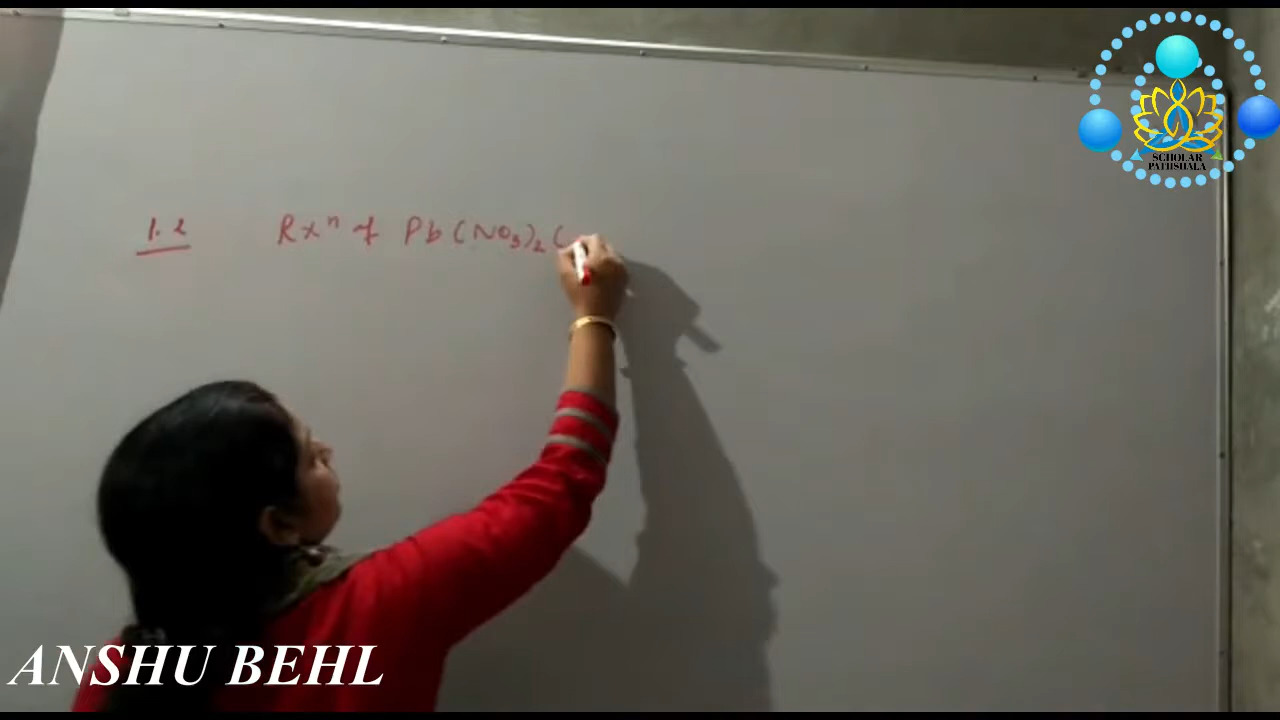 SCHOLAR
PATHSHALA
1.2 Rxⁿ of Pb(NO₃)₂ (
ANSHU BEHL